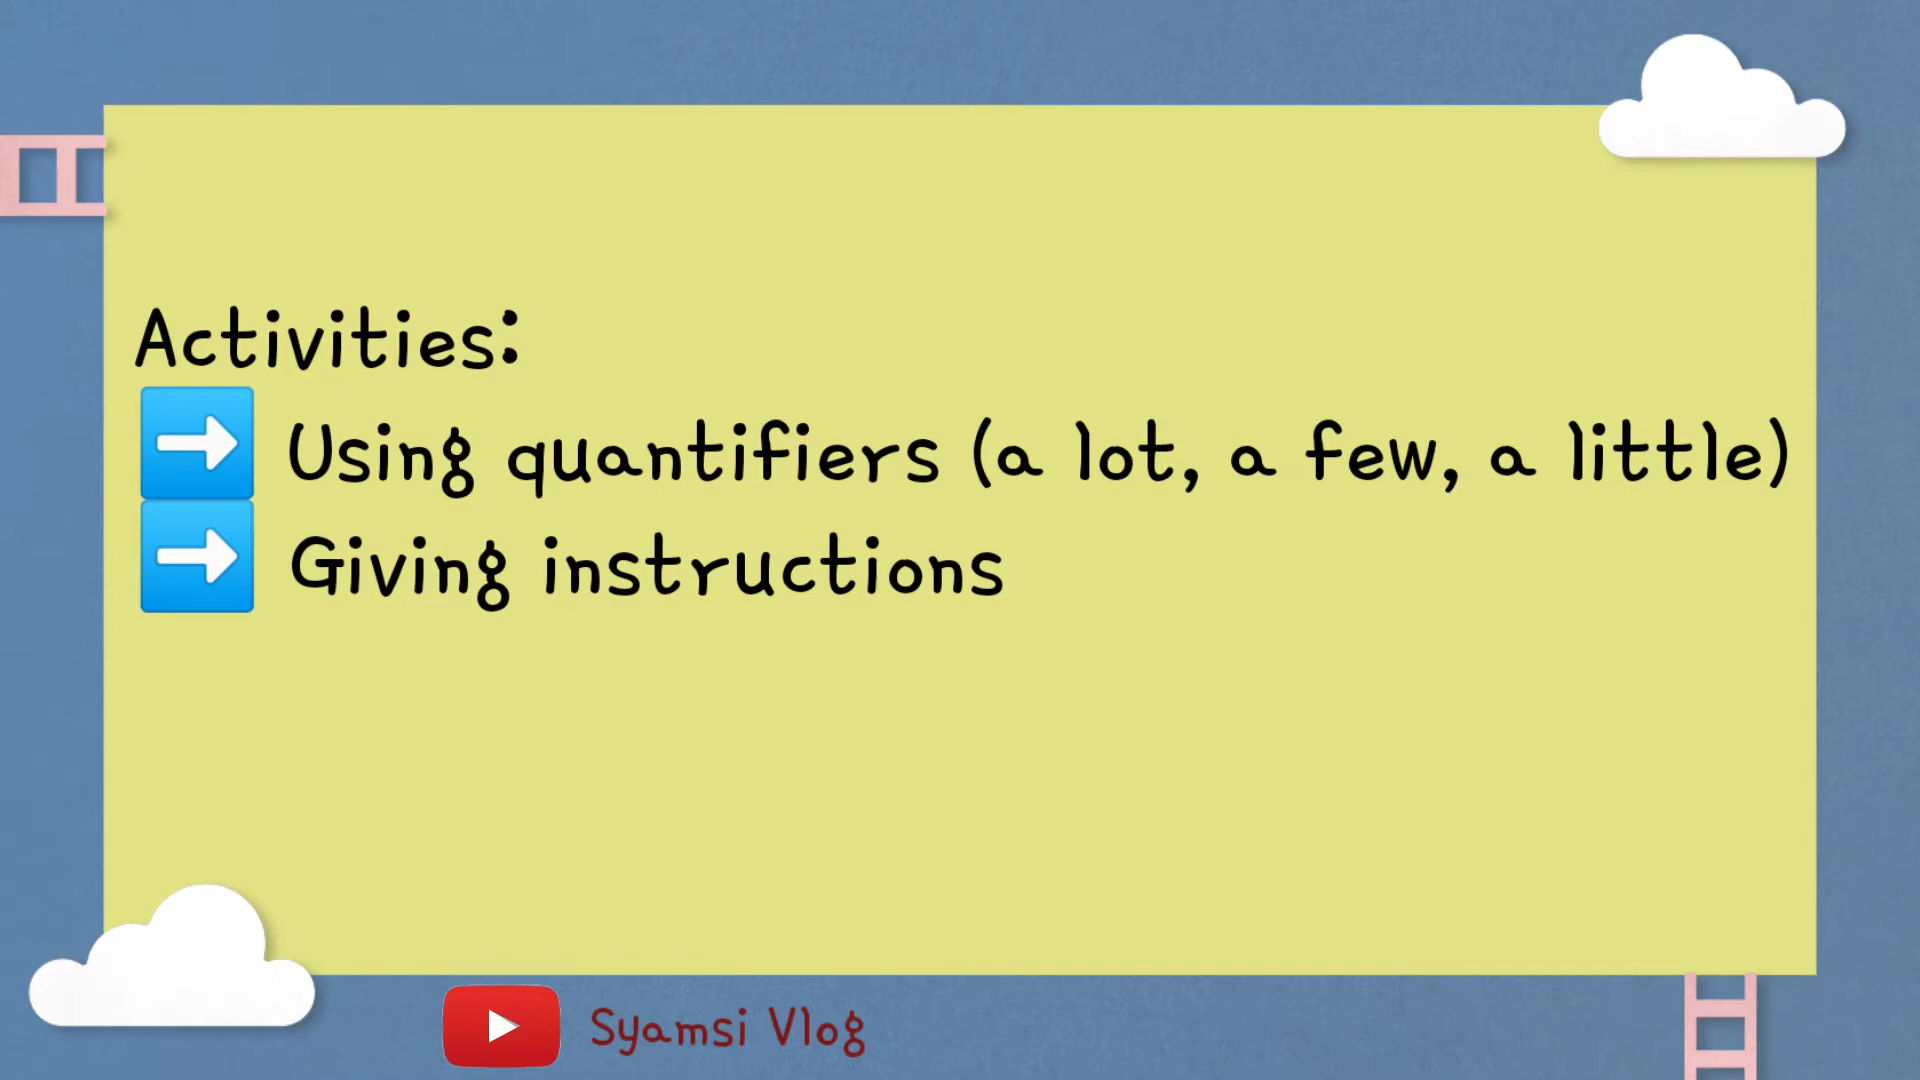 Activities:
➡️ Using quantifiers (a lot, a few, a little)
➡️ Giving instructions
Syamsi Vlog